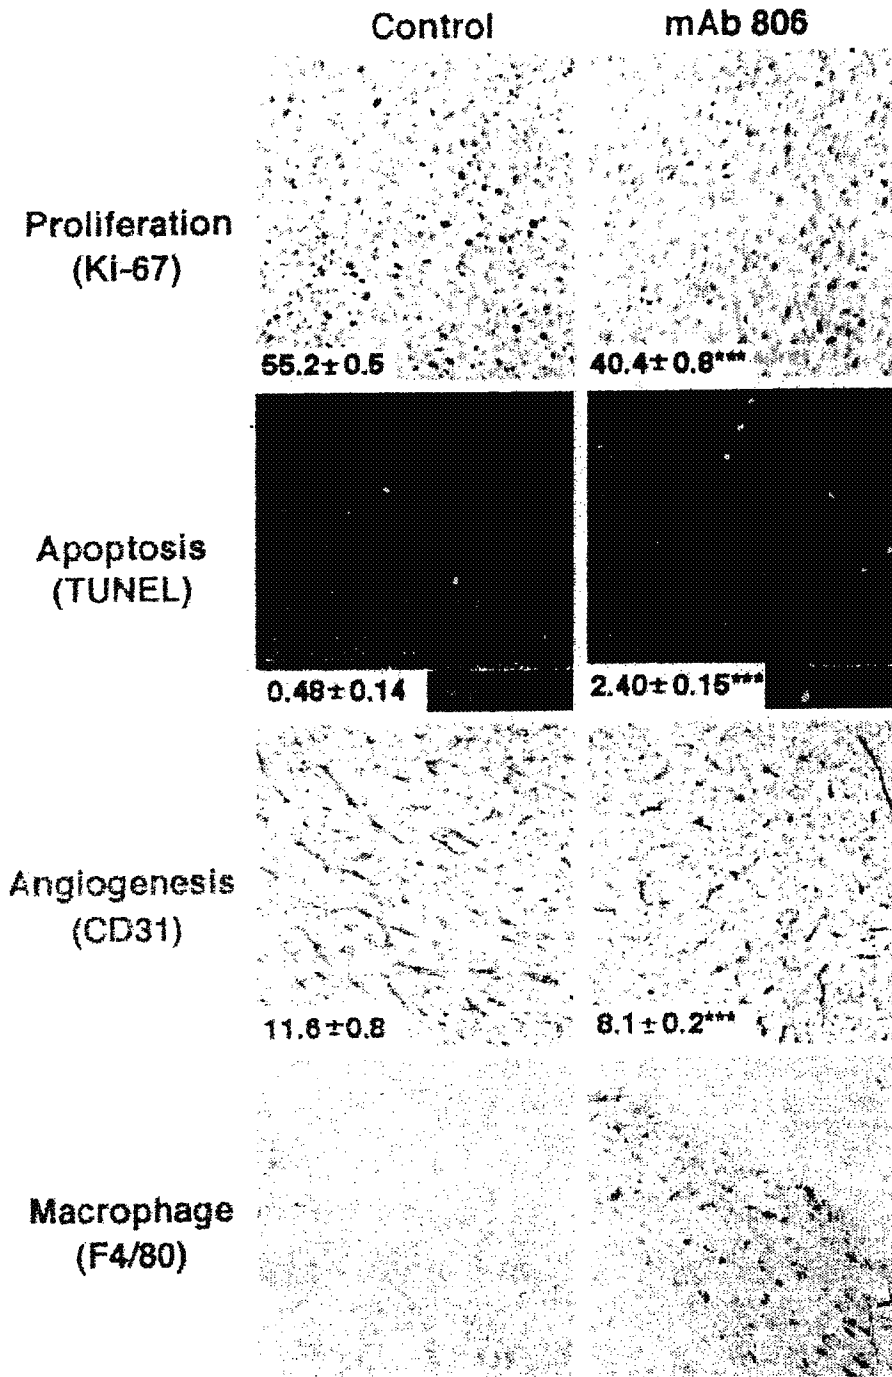 Control mAb 806
Proliferation
(Ki-67)
55.2±0.5 40.4±0.8***
Apoptosis
(TUNEL)
0.48±0.14 2.40±0.15***
Angiogenesis
(CD31)
11.6±0.8 8.1±0.2***
Macrophage
(F4/80)